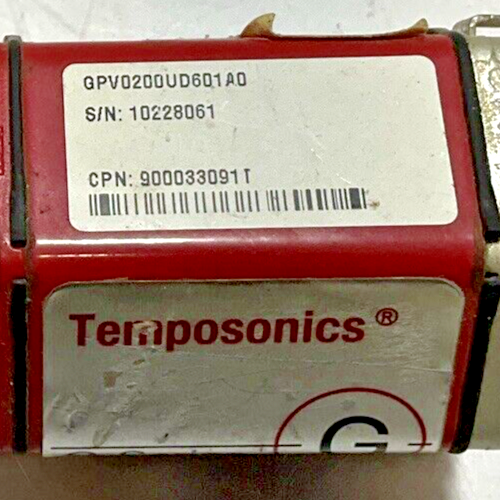 GPV0200UD601A0
S/N: 10228061
CPN: 900033091T
Temposonics®
G